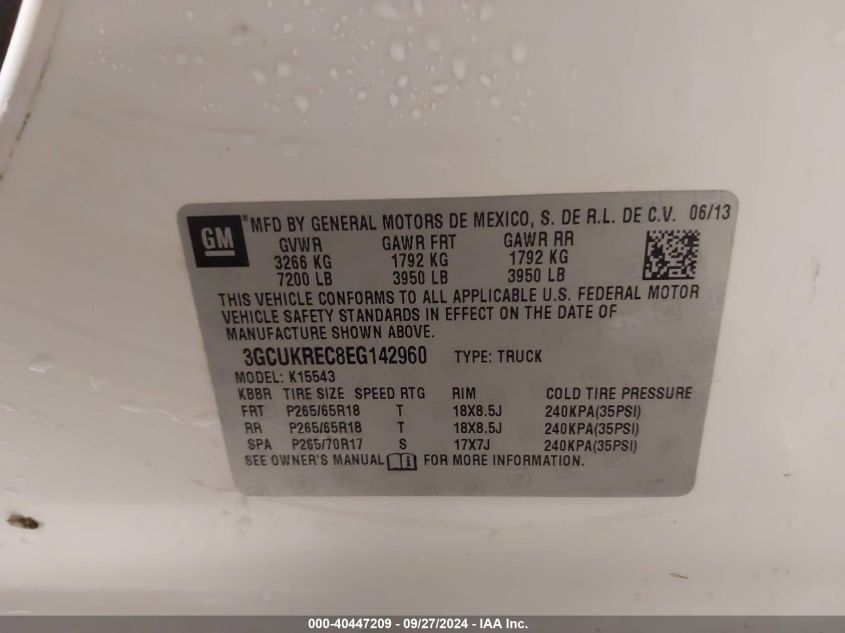 GM ® MFD BY GENERAL MOTORS DE MEXICO, S. DE R.L. DE C.V. 06/13
GVWR GAWR FRT GAWR RR
3266 KG 1792 KG 1792 KG
7200 LB 3950 LB 3950 LB
THIS VEHICLE CONFORMS TO ALL APPLICABLE U.S. FEDERAL MOTOR
VEHICLE SAFETY STANDARDS IN EFFECT ON THE DATE OF
MANUFACTURE SHOWN ABOVE.
3GCUKREC8EG142960 TYPE: TRUCK
MODEL: K15543
KBBR TIRE SIZE SPEED RTG RIM COLD TIRE PRESSURE
FRT P265/65R18 T 18X8.5J 240KPA(35PSI)
RR P265/65R18 T 18X8.5J 240KPA(35PSI)
SPA P265/70R17 S 17X7J 240KPA(35PSI)
SEE OWNER'S MANUAL FOR MORE INFORMATION.
000-40447209 - 09/27/2024 - IAA Inc.